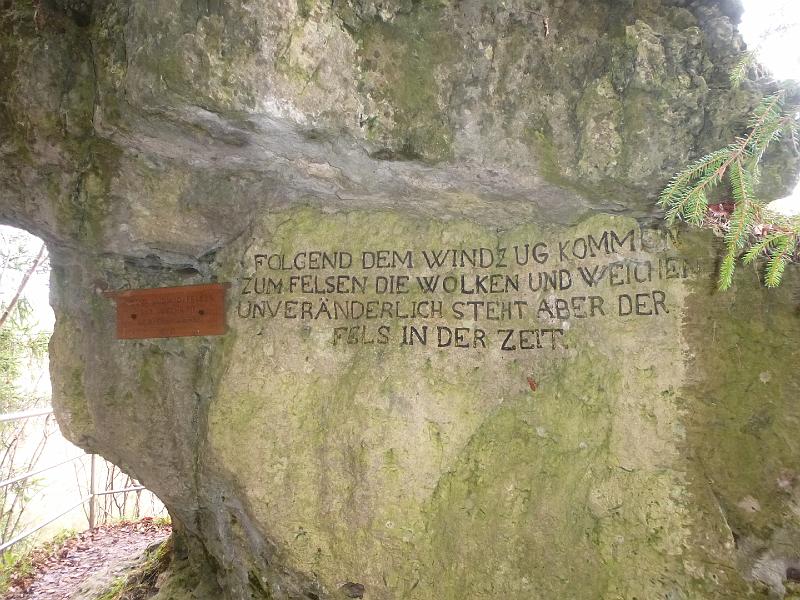 FOLGEND DEM WINDZUG KOMMEN
ZUM FELSEN DIE WOLKEN UND WEICHEN
UNVERÄNDERLICH STEHT ABER DER
FELS IN DER ZEIT.